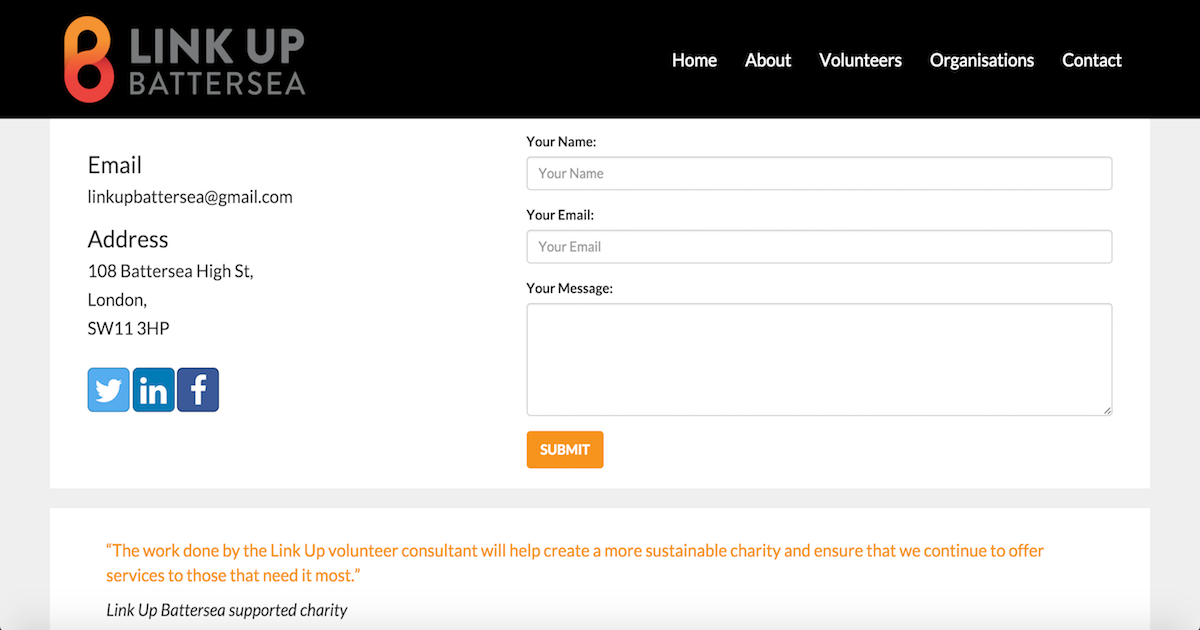 LINK UP
BATTERSEA
Home About Volunteers Organisations Contact
Email
linkupbattersea@gmail.com
Address
108 Battersea High St,
London,
SW11 3HP
in f
Your Name:
Your Name
Your Email:
Your Email
Your Message:
SUBMIT
“The work done by the Link Up volunteer consultant will help create a more sustainable charity and ensure that we continue to offer
services to those that need it most.”
Link Up Battersea supported charity